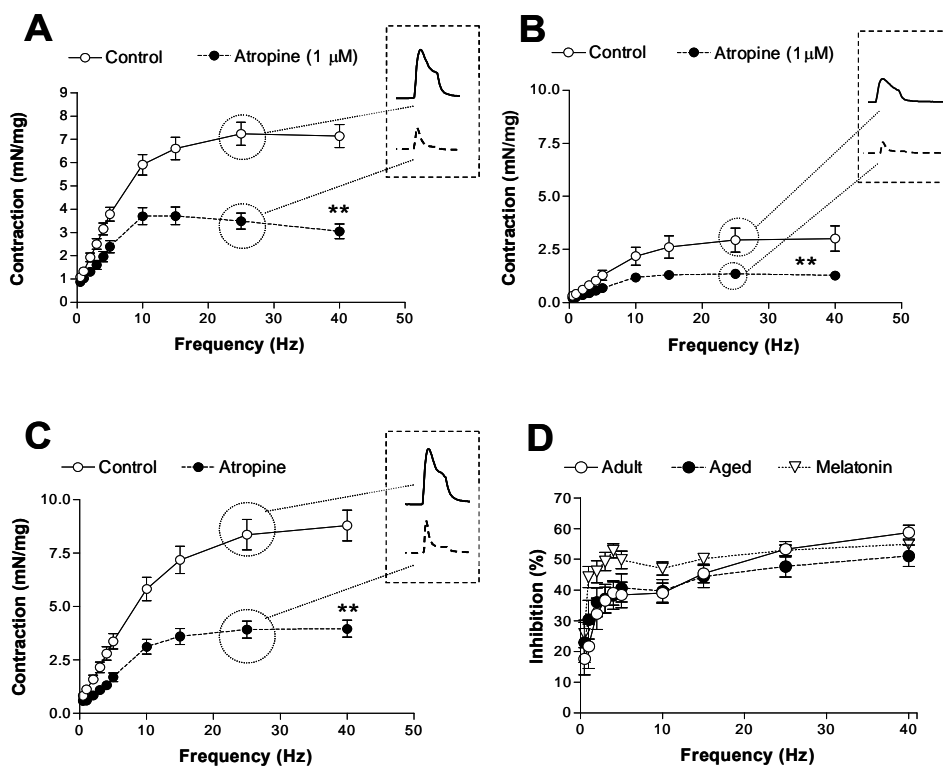 A
Control
Atropine (1 μM)
Contraction (mN/mg)
9
8
7
6
5
4
3
2
1
0
**
0
10
20
30
40
50
Frequency (Hz)
B
Control
Atropine (1 μM)
Contraction (mN/mg)
10.0
7.5
5.0
2.5
0.0
**
0
10
20
30
40
50
Frequency (Hz)
C
Control
Atropine
Contraction (mN/mg)
10.0
7.5
5.0
2.5
0.0
**
0
10
20
30
40
50
Frequency (Hz)
D
Adult
Aged
Melatonin
Inhibition (%)
70
60
50
40
30
20
10
0
0
10
20
30
40
Frequency (Hz)